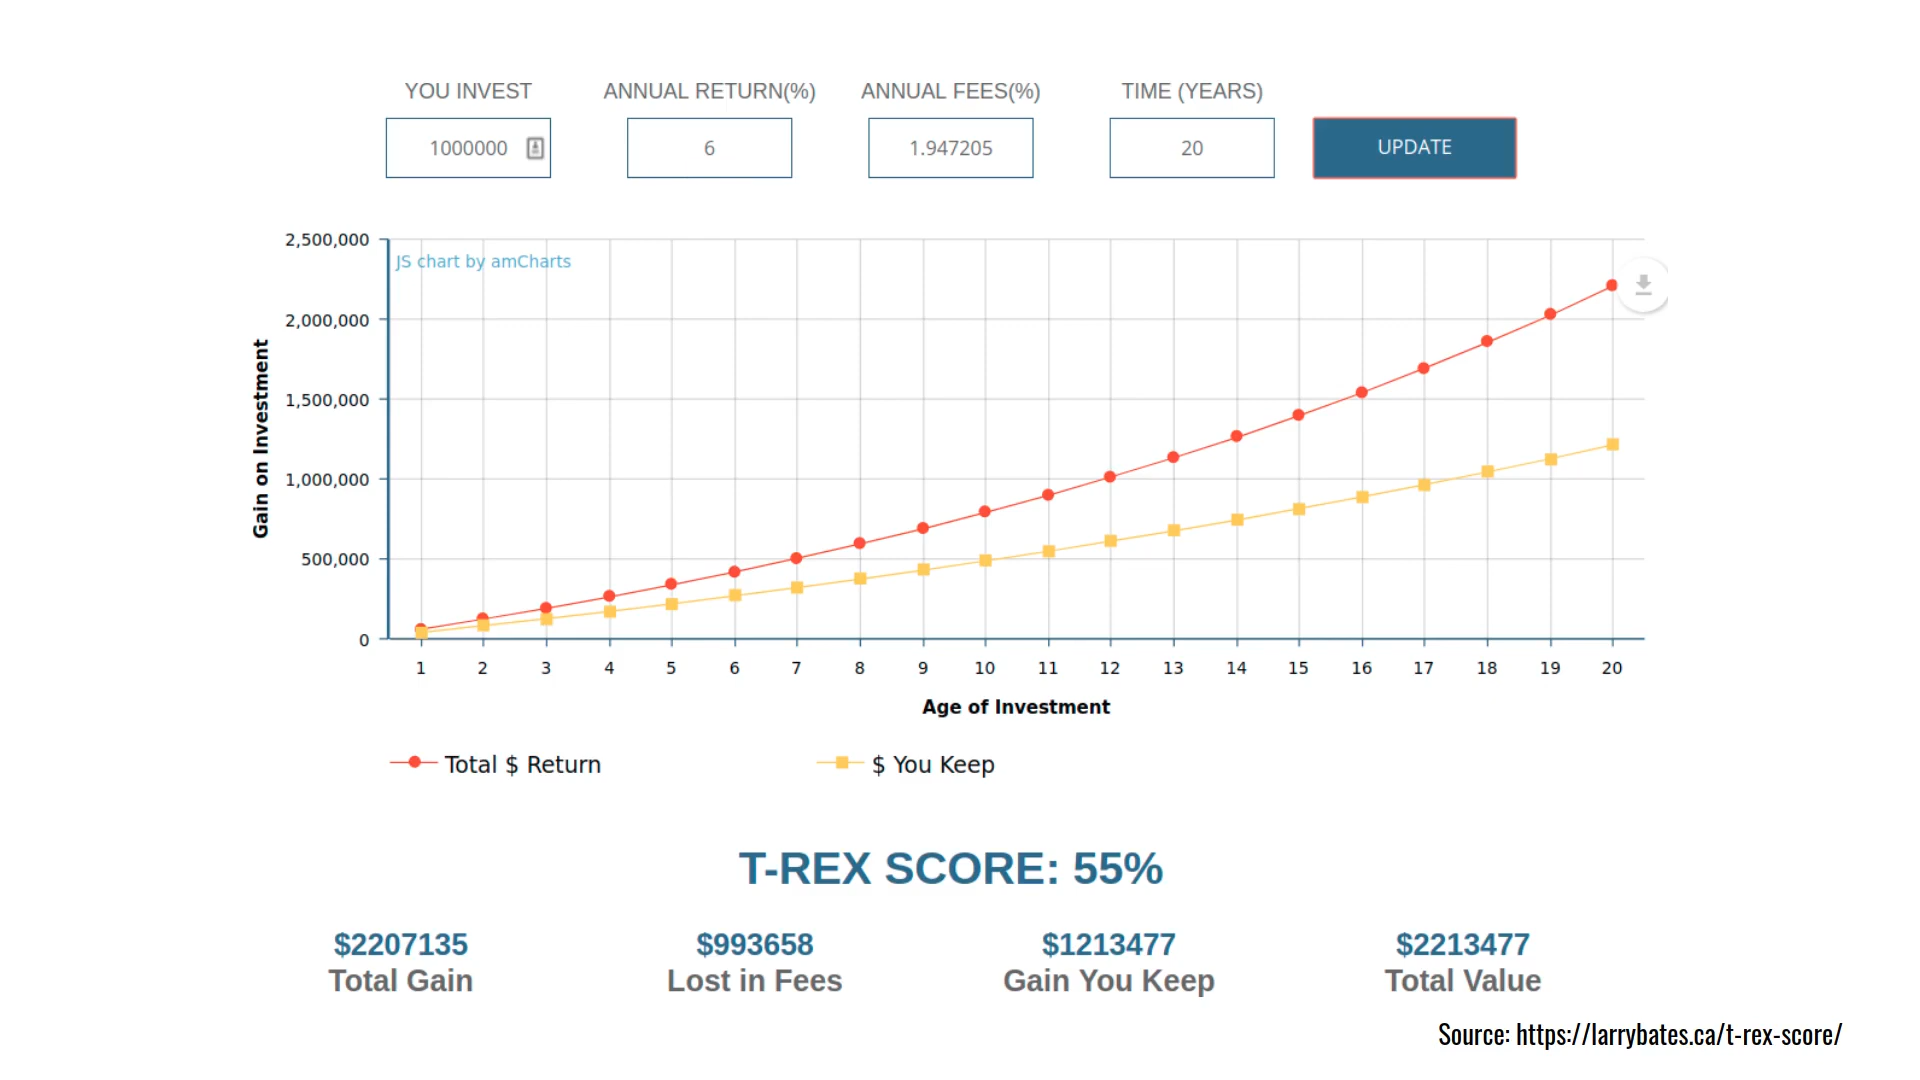 YOU INVEST ANNUAL RETURN(%) ANNUAL FEES(%) TIME (YEARS)
1000000 6 1.947205 20 UPDATE
2,500,000
JS chart by amCharts
2,000,000
1,500,000
1,000,000
500,000
0
Gain on Investment
1 2 3 4 5 6 7 8 9 10 11 12 13 14 15 16 17 18 19 20
Age of Investment
Total $ Return $ You Keep
T-REX SCORE: 55%
$2207135 $993658 $1213477 $2213477
Total Gain Lost in Fees Gain You Keep Total Value
Source: https://larrybates.ca/t-rex-score/